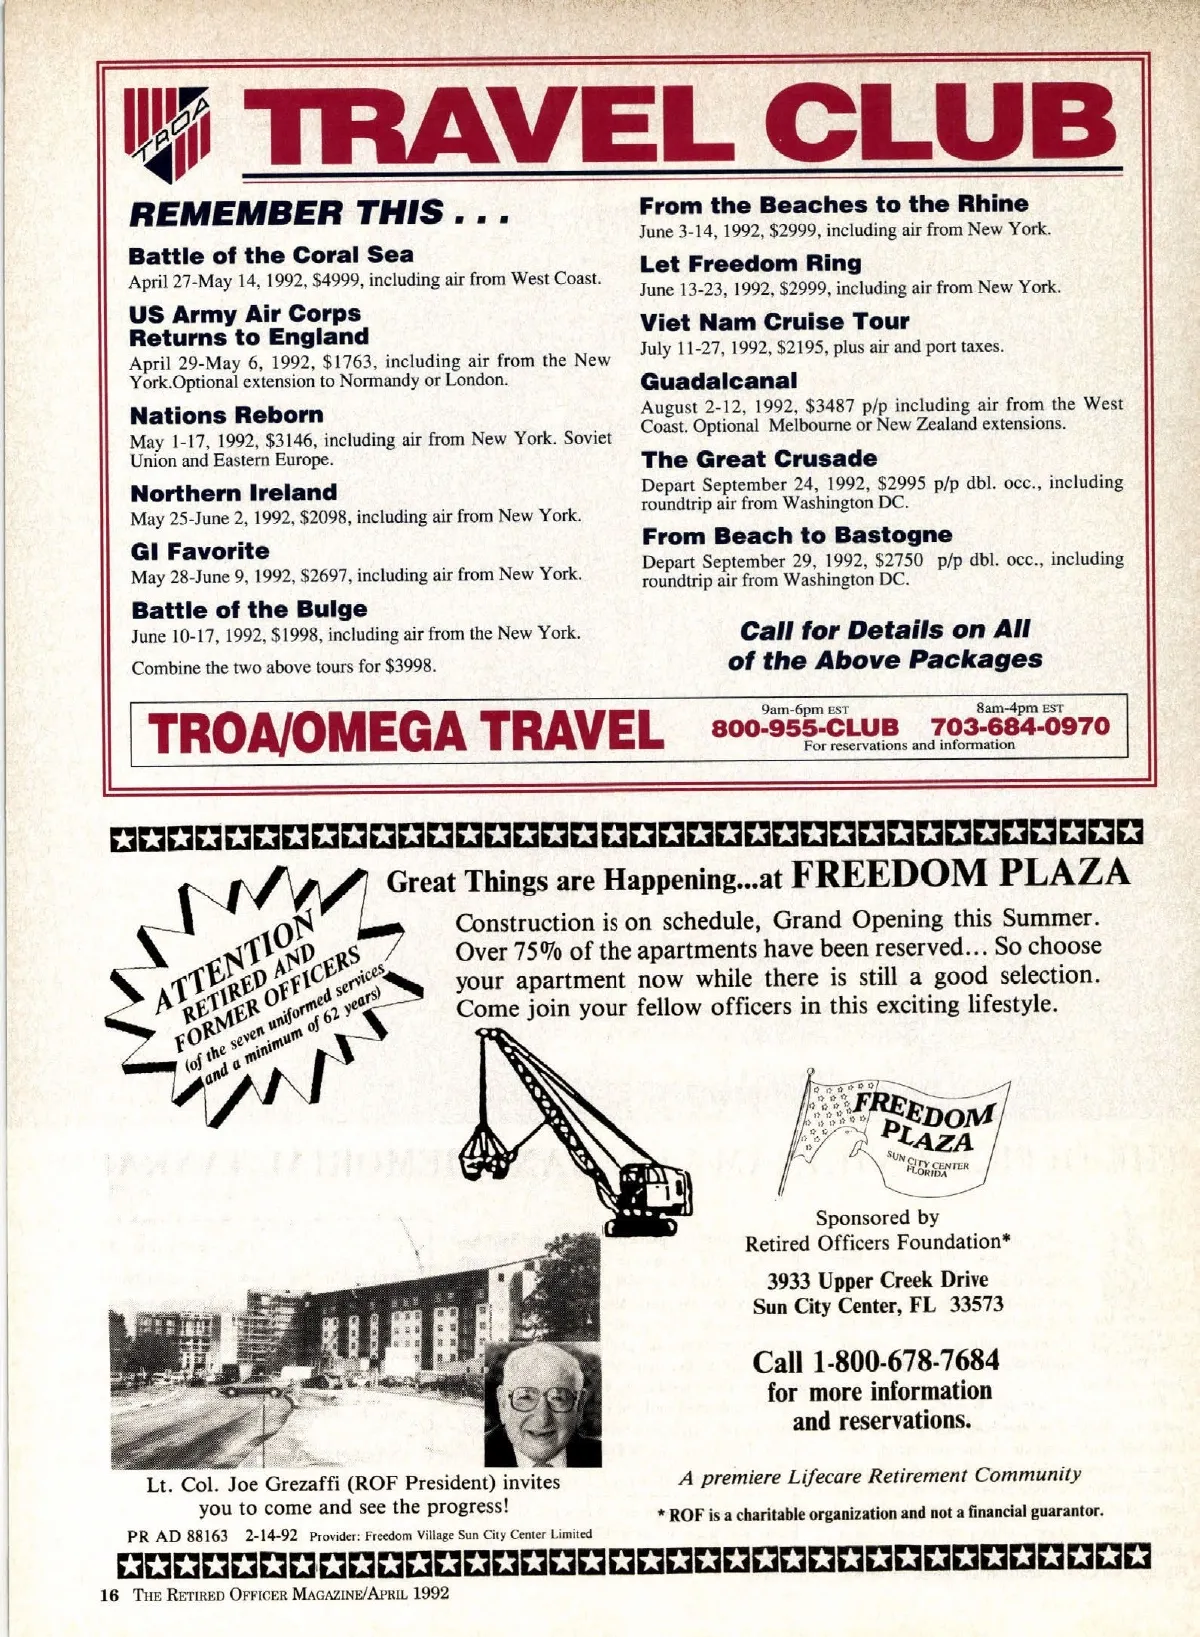 TROA
TRAVEL CLUB
REMEMBER THIS . . .
Battle of the Coral Sea
April 27-May 14, 1992, $4999, including air from West Coast.
US Army Air Corps
Returns to England
April 29-May 6, 1992, $1763, including air from the New
York.Optional extension to Normandy or London.
Nations Reborn
May 1-17, 1992, $3146, including air from New York. Soviet
Union and Eastern Europe.
Northern Ireland
May 25-June 2, 1992, $2098, including air from New York.
GI Favorite
May 28-June 9, 1992, $2697, including air from New York.
Battle of the Bulge
June 10-17, 1992, $1998, including air from the New York.
Combine the two above tours for $3998.
From the Beaches to the Rhine
June 3-14, 1992, $2999, including air from New York.
Let Freedom Ring
June 13-23, 1992, $2999, including air from New York.
Viet Nam Cruise Tour
July 11-27, 1992, $2195, plus air and port taxes.
Guadalcanal
August 2-12, 1992, $3487 p/p including air from the West
Coast. Optional Melbourne or New Zealand extensions.
The Great Crusade
Depart September 24, 1992, $2995 p/p dbl. occ., including
roundtrip air from Washington DC.
From Beach to Bastogne
Depart September 29, 1992, $2750 p/p dbl. occ., including
roundtrip air from Washington DC.
Call for Details on All
of the Above Packages
TROA/OMEGA TRAVEL
9am-6pm EST
800-955-CLUB
8am-4pm EST
703-684-0970
For reservations and information
Great Things are Happening...at FREEDOM PLAZA
ATTENTION
RETIRED AND
FORMER OFFICERS
(of the seven uniformed services
and a minimum of 62 years)
Construction is on schedule, Grand Opening this Summer.
Over 75% of the apartments have been reserved... So choose
your apartment now while there is still a good selection.
Come join your fellow officers in this exciting lifestyle.
FREEDOM
PLAZA
SUN CITY CENTER
FLORIDA
Sponsored by
Retired Officers Foundation*
3933 Upper Creek Drive
Sun City Center, FL 33573
Call 1-800-678-7684
for more information
and reservations.
A premiere Lifecare Retirement Community
* ROF is a charitable organization and not a financial guarantor.
Lt. Col. Joe Grezaffi (ROF President) invites
you to come and see the progress!
PR AD 88163 2-14-92 Provider: Freedom Village Sun City Center Limited
16 THE RETIRED OFFICER MAGAZINE/APRIL 1992